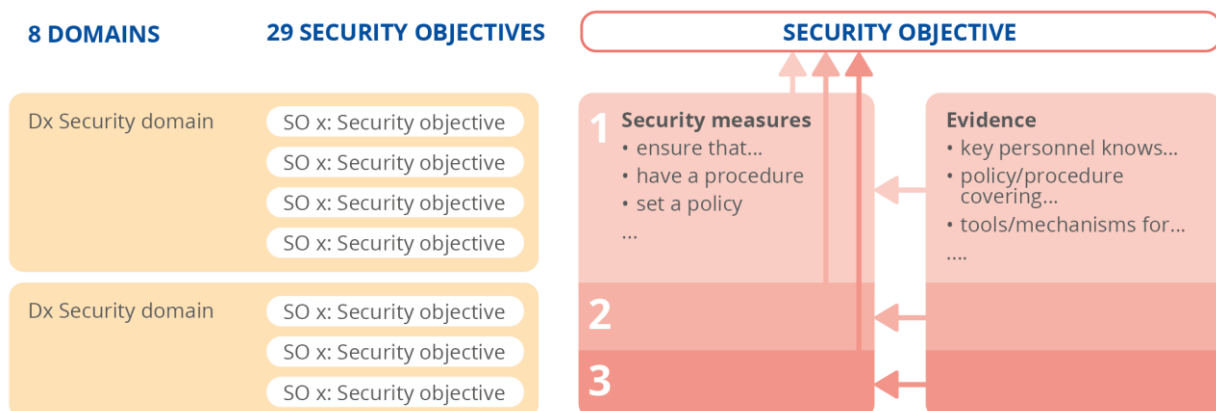 8 DOMAINS
29 SECURITY OBJECTIVES
Dx Security domain
SO x: Security objective
SO x: Security objective
SO x: Security objective
SO x: Security objective
Dx Security domain
SO x: Security objective
SO x: Security objective
SO x: Security objective
SECURITY OBJECTIVE
1
Security measures
• ensure that...
• have a procedure
• set a policy
...
2
3
Evidence
• key personnel knows...
• policy/procedure
covering...
• tools/mechanisms for...
....